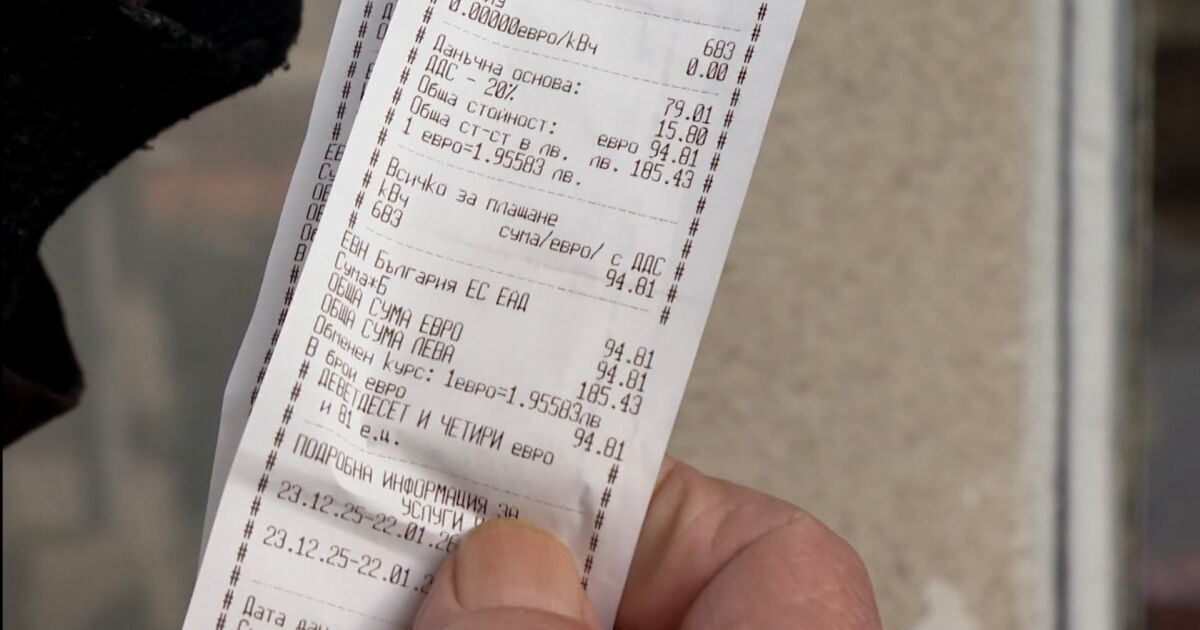 0.00000евро/kВч 683
0.00
Данъчна основа: 79.01
ДДС - 20% 15.80
Обща стойност: евро 94.81
Обща ст-ст в лв. лв. 185.43
1 евро=1.95583 лв.
Всичко за плащане
kВч сума/евро/ с ДДС
683 94.81
ЕВН България ЕС ЕАД
Сума*Б 94.81
ОБЩА СУМА ЕВРО 94.81
ОБЩА СУМА ЛЕВА 185.43
Обменен курс: 1евро=1.95583лв
В брой евро 94.81
ДЕВЕТДЕСЕТ И ЧЕТИРИ евро
и 81 е.ц.
ПОДРОБНА ИНФОРМАЦИЯ ЗА
УСЛУГИ
23.12.25-22.01.26
23.12.25-22.01.2
Дата